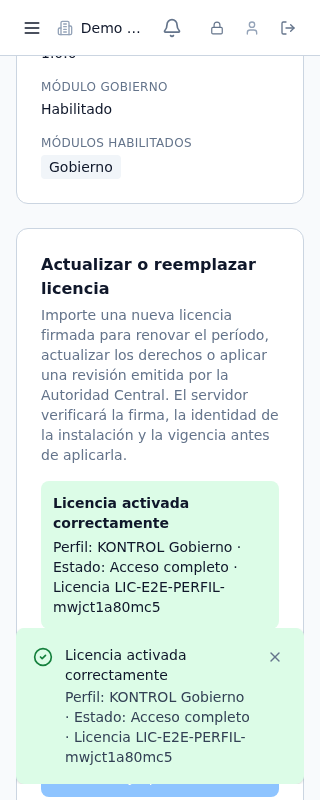 Demo ...
MÓDULO GOBIERNO
Habilitado
MÓDULOS HABILITADOS
Gobierno
Actualizar o reemplazar
licencia
Importe una nueva licencia
firmada para renovar el período,
actualizar los derechos o aplicar
una revisión emitida por la
Autoridad Central. El servidor
verificará la firma, la identidad de
la instalación y la vigencia antes
de aplicarla.
Licencia activada
correctamente
Perfil: KONTROL Gobierno ·
Estado: Acceso completo ·
Licencia LIC-E2E-PERFIL-
mwjct1a80mc5
Licencia activada
correctamente
Perfil: KONTROL Gobierno
· Estado: Acceso completo
· Licencia LIC-E2E-PERFIL-
mwjct1a80mc5